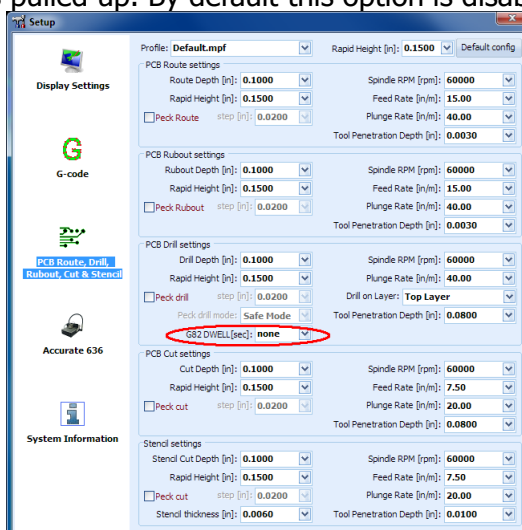 pulled up. By default this option is disab
Setup
Profile: Default.mpf Rapid Height [in]: 0.1500 Default config
Display Settings
G-code
PCB Route, Drill,
Rubout, Cut & Stencil
Accurate 636
System Information
PCB Route settings
Route Depth [in]: 0.1000 Spindle RPM [rpm]: 60000
Rapid Height [in]: 0.1500 Feed Rate [in/m]: 15.00
Peck Route step [in]: 0.0200 Plunge Rate [in/m]: 40.00
Tool Penetration Depth [in]: 0.0030
PCB Rubout settings
Rubout Depth [in]: 0.1000 Spindle RPM [rpm]: 60000
Rapid Height [in]: 0.1500 Feed Rate [in/m]: 15.00
Peck Rubout step [in]: 0.0200 Plunge Rate [in/m]: 40.00
Tool Penetration Depth [in]: 0.0030
PCB Drill settings
Drill Depth [in]: 0.1000 Spindle RPM [rpm]: 60000
Rapid Height [in]: 0.1500 Plunge Rate [in/m]: 40.00
Peck drill step [in]: 0.0200 Drill on Layer: Top Layer
Peck drill mode: Safe Mode Tool Penetration Depth [in]: 0.0800
G82 DWELL[sec]: none
PCB Cut settings
Cut Depth [in]: 0.1000 Spindle RPM [rpm]: 60000
Rapid Height [in]: 0.1500 Feed Rate [in/m]: 7.50
Peck cut step [in]: 0.0200 Plunge Rate [in/m]: 20.00
Tool Penetration Depth [in]: 0.0800
Stencil settings
Stencil Cut Depth [in]: 0.1000 Spindle RPM [rpm]: 60000
Rapid Height [in]: 0.1500 Feed Rate [in/m]: 7.50
Peck cut step [in]: 0.0200 Plunge Rate [in/m]: 20.00
Stencil thickness [in]: 0.0060 Tool Penetration Depth [in]: 0.0100